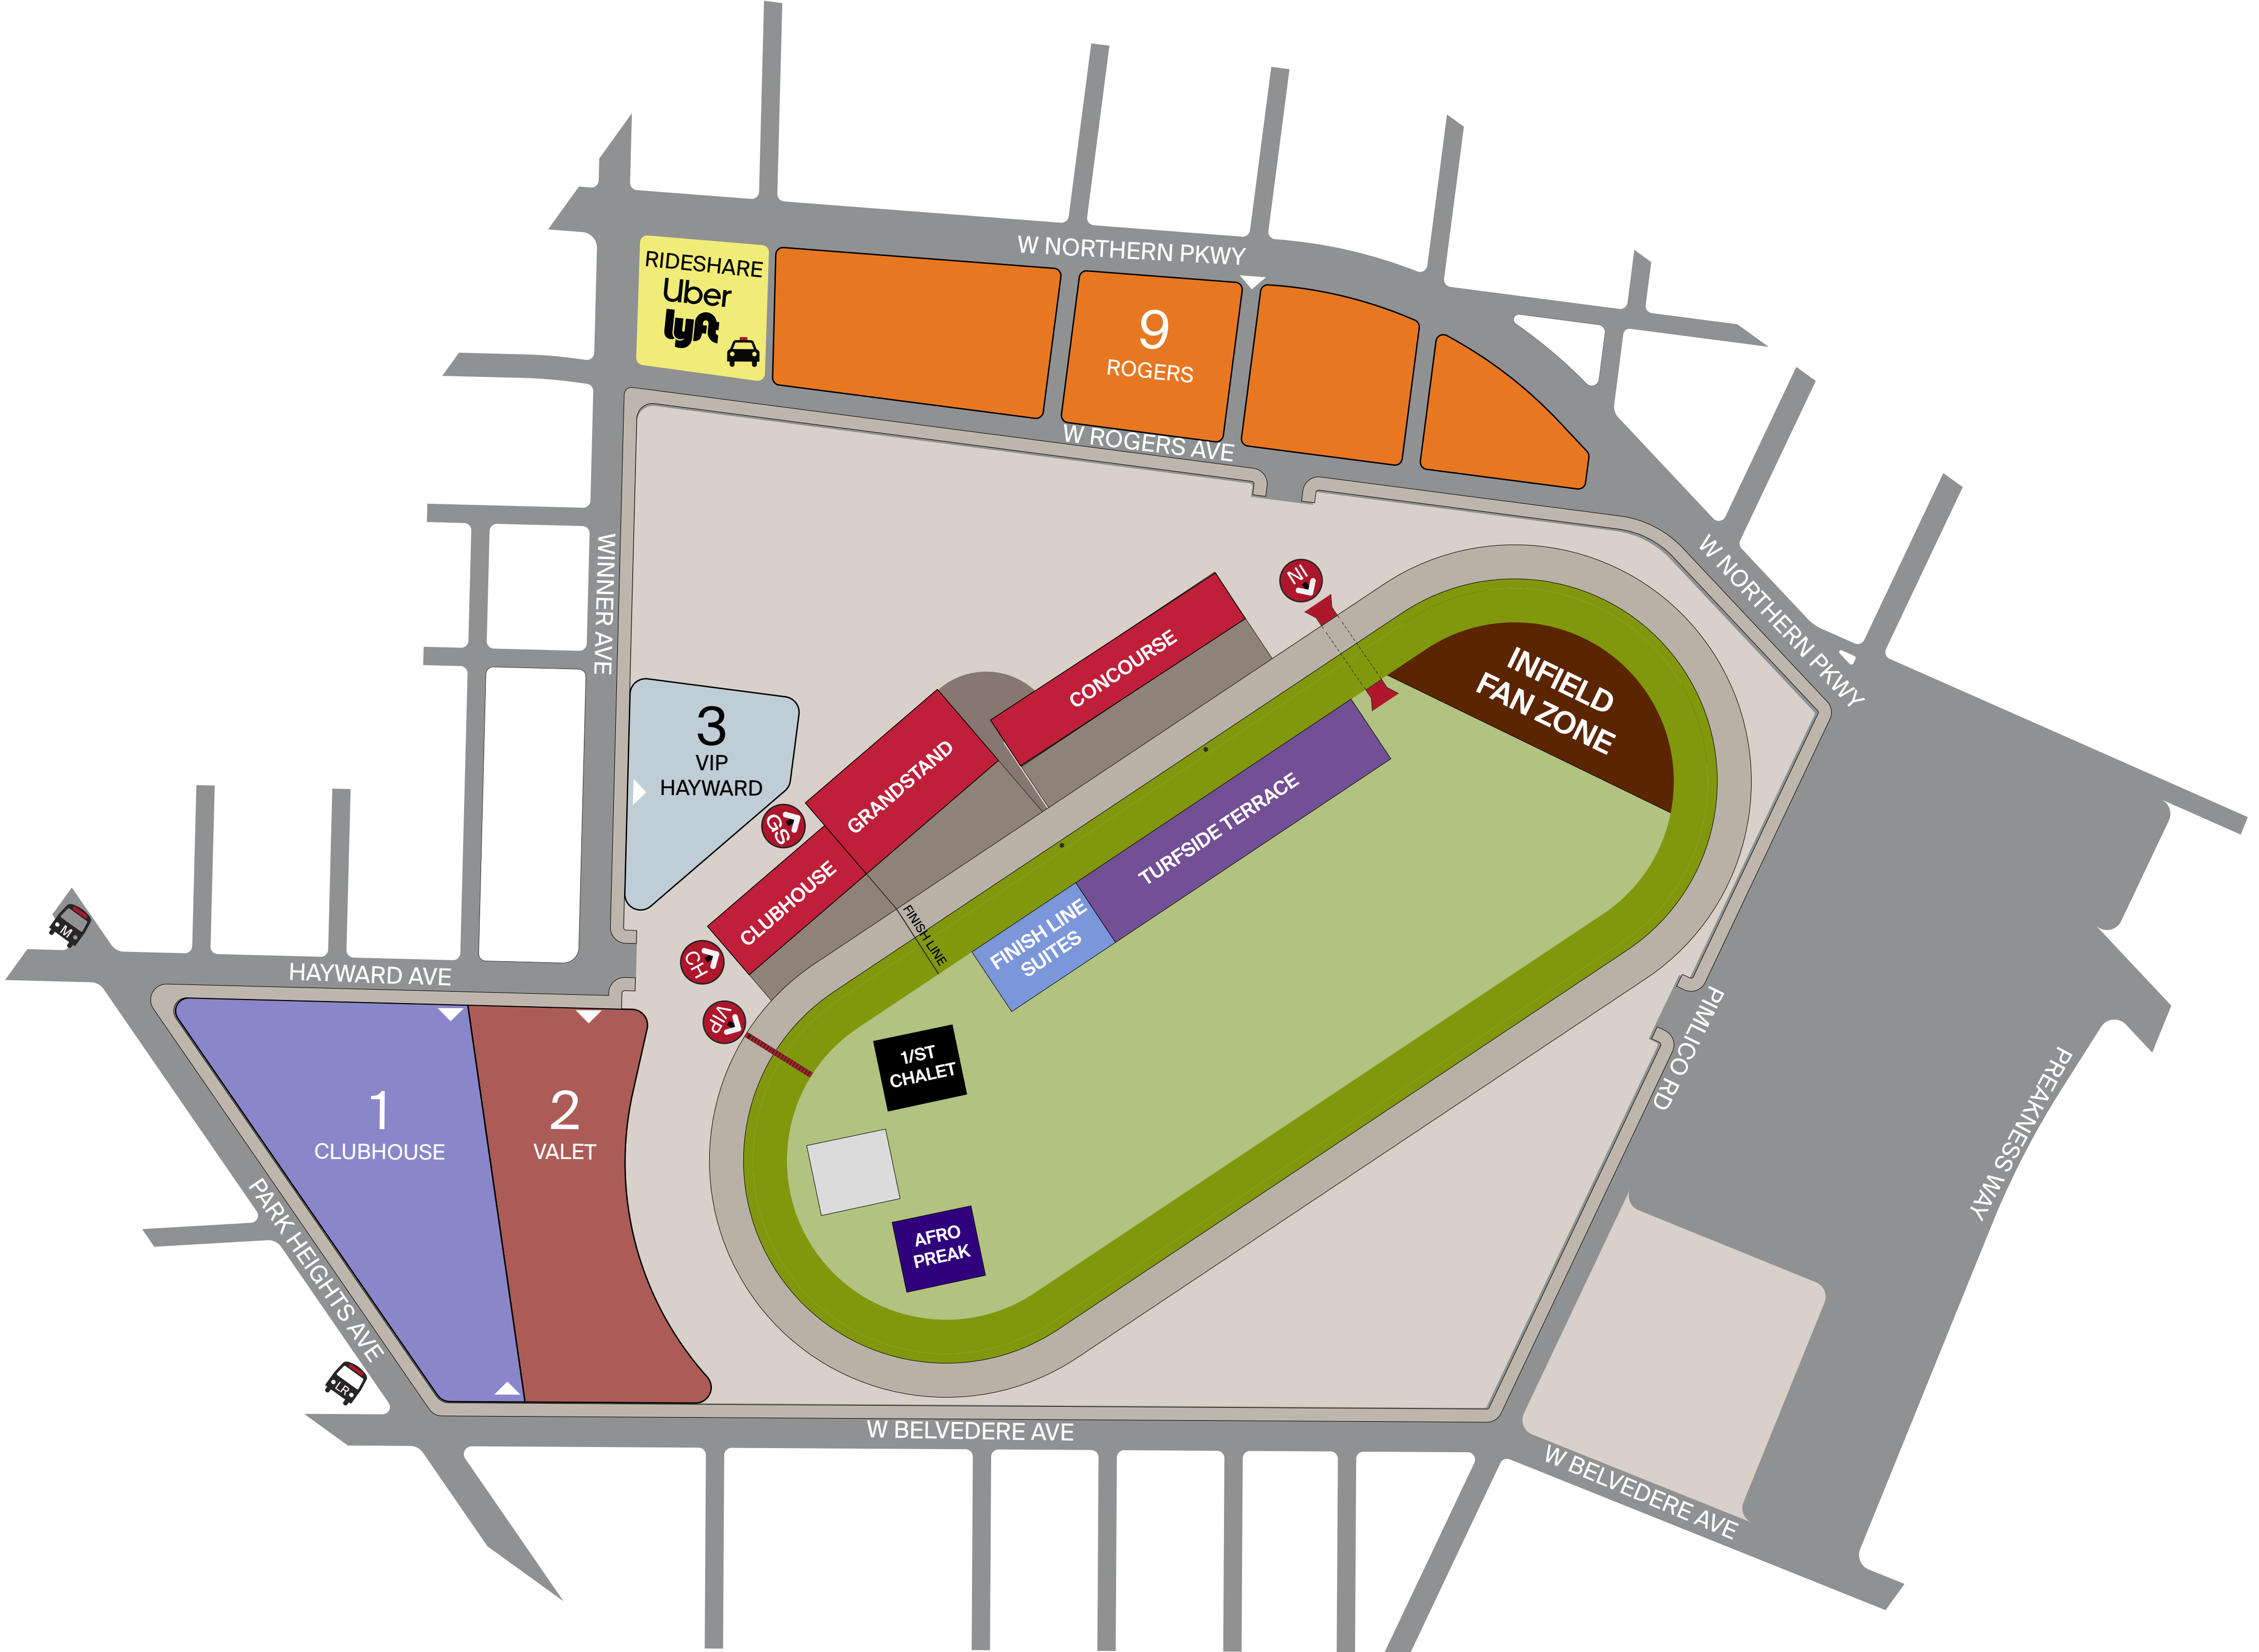 W NORTHERN PKWY
RIDESHARE
Uber
lyft
9
ROGERS
W ROGERS AVE
W NORTHERN PKWY
WINNER AVE
NI
CONCOURSE
INFIELD
FAN ZONE
3
VIP
HAYWARD
GRANDSTAND
GS
TURFSIDE TERRACE
CLUBHOUSE
FINISH LINE
FINISH LINE
SUITES
M
CH
HAYWARD AVE
VIP
1/ST
CHALET
PIMLICO RD
PREAKNESS WAY
1
CLUBHOUSE
2
VALET
AFRO
PREAK
PARK HEIGHTS AVE
LR
W BELVEDERE AVE
W BELVEDERE AVE